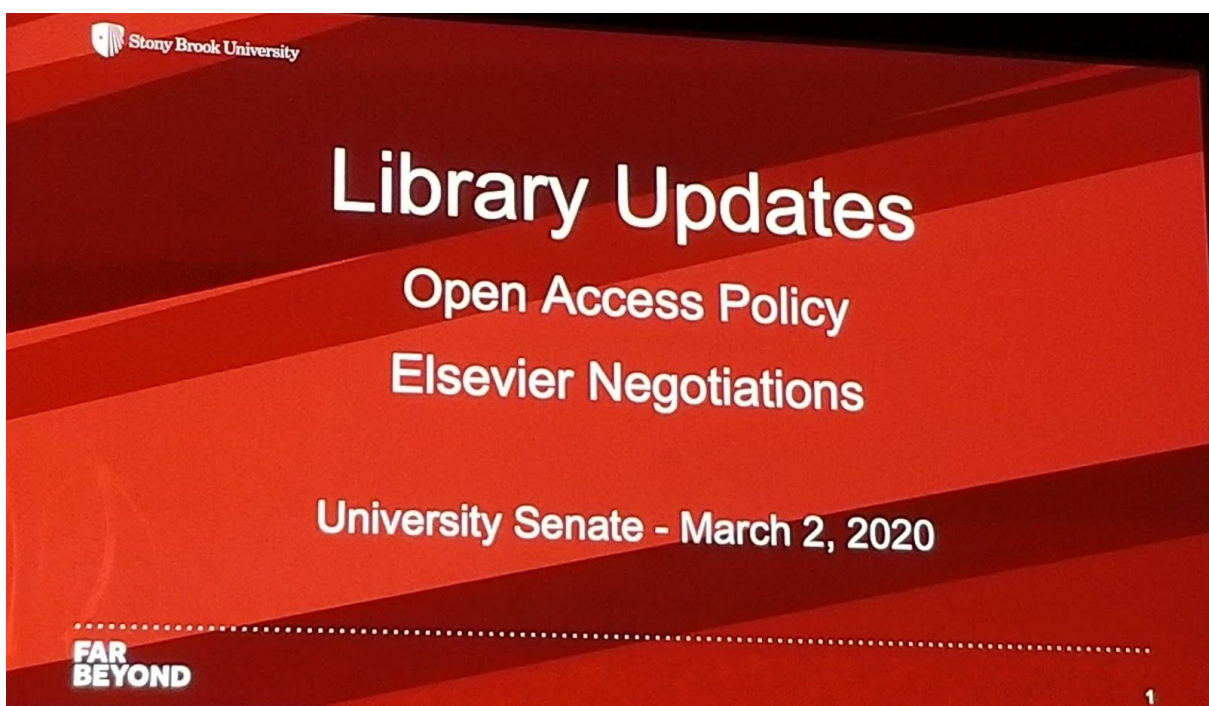 Stony Brook University
Library Updates
Open Access Policy
Elsevier Negotiations
University Senate - March 2, 2020
FAR
BEYOND
1